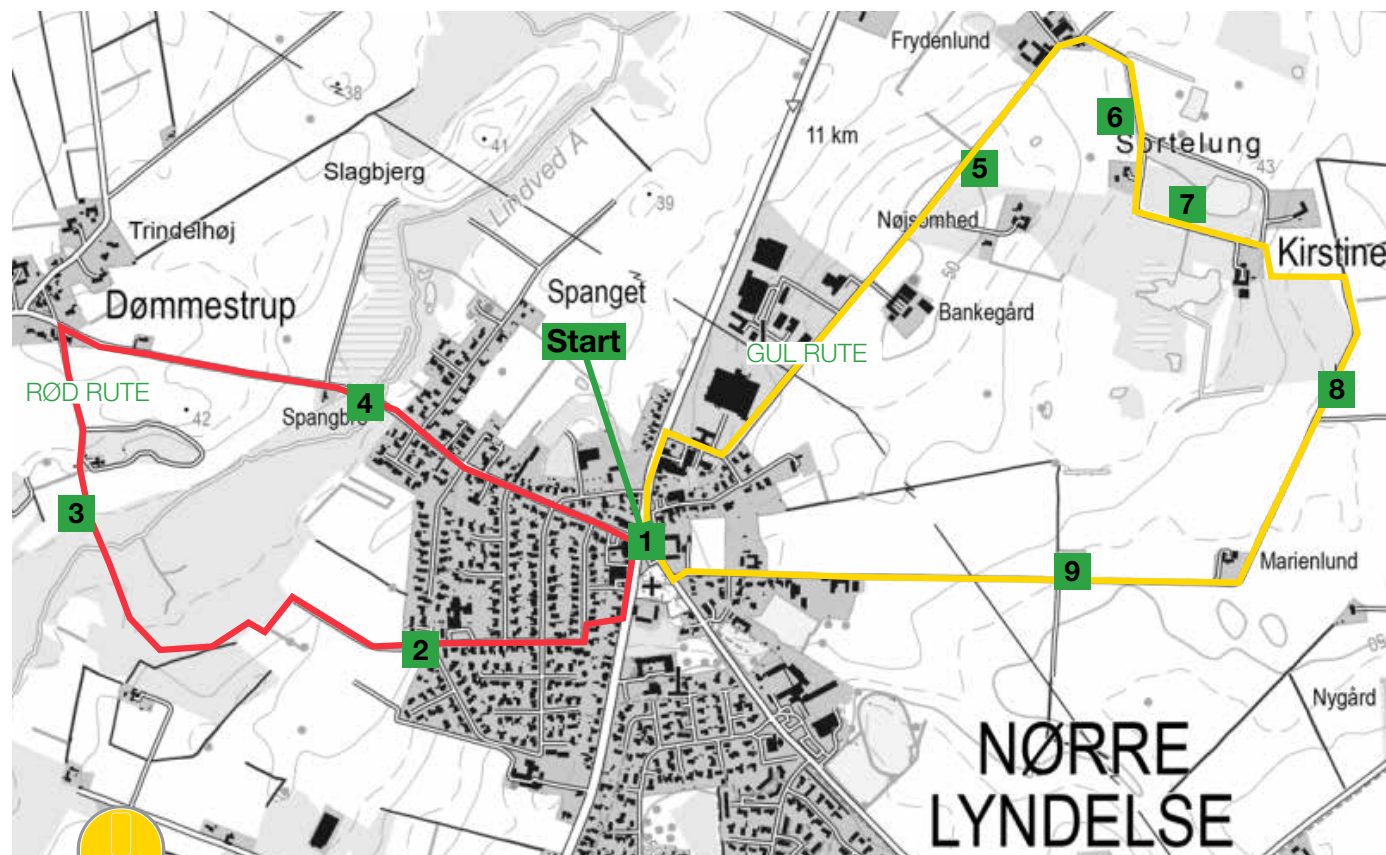 Frydenlund
38
11 km
6
41
Sortelung
Slagbjerg
Lindved Å
5
43
39
7
Nøjsomhed
Trindelhøj
Kirstine
Spanget
50
Dømmestrup
Bankegård
Start
GUL RUTE
RØD RUTE
4
8
42
Spangbro
3
1
Marienlund
9
2
60
Nygård
NØRRE
LYNDELSE